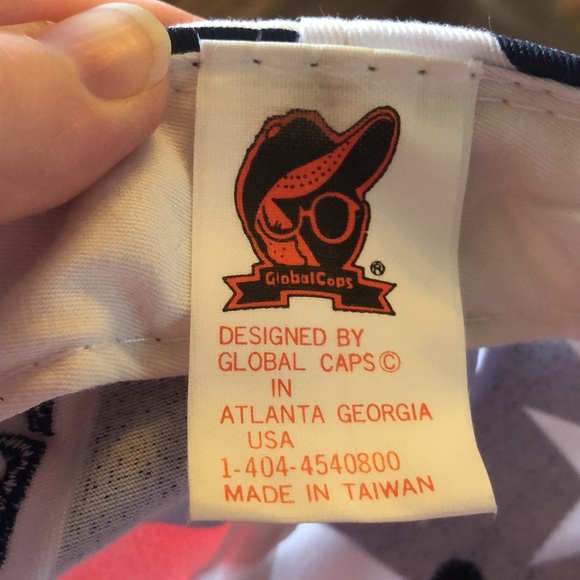 GlobalCaps
®
DESIGNED BY
GLOBAL CAPS©
IN
ATLANTA GEORGIA
USA
1-404-4540800
MADE IN TAIWAN